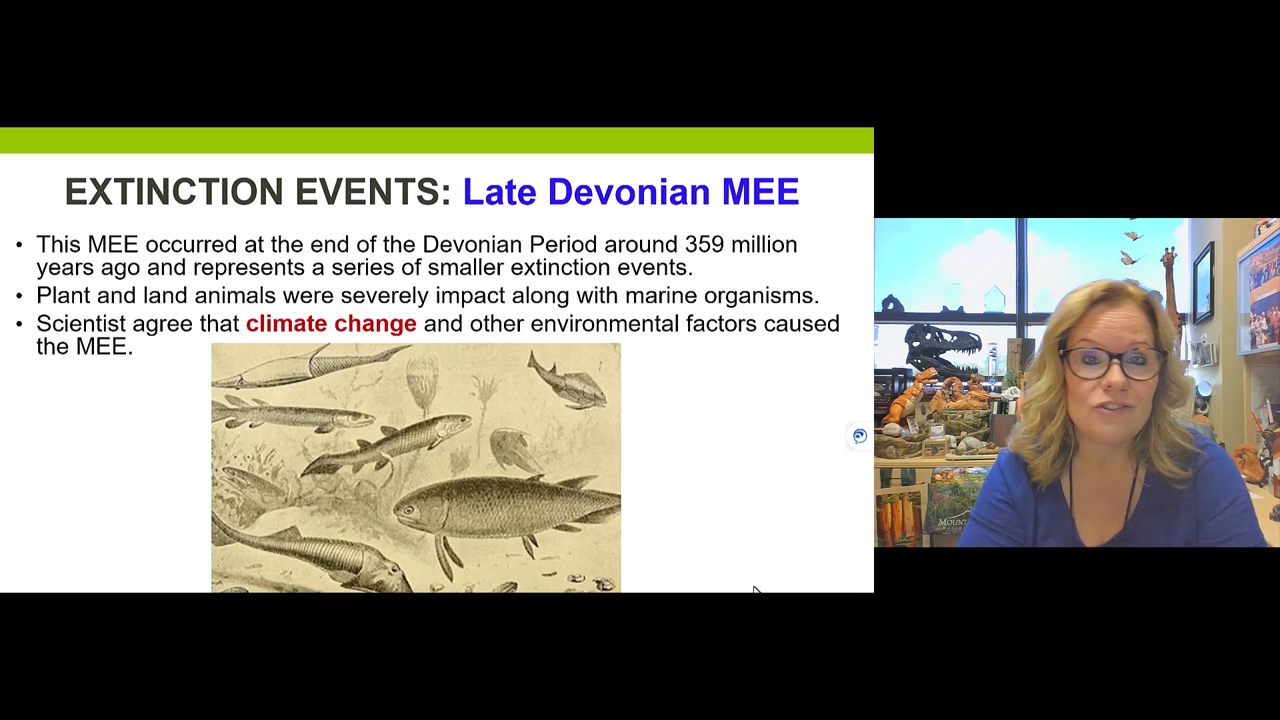 EXTINCTION EVENTS: Late Devonian MEE
• This MEE occurred at the end of the Devonian Period around 359 million
years ago and represents a series of smaller extinction events.
• Plant and land animals were severely impact along with marine organisms.
• Scientist agree that climate change and other environmental factors caused
the MEE.